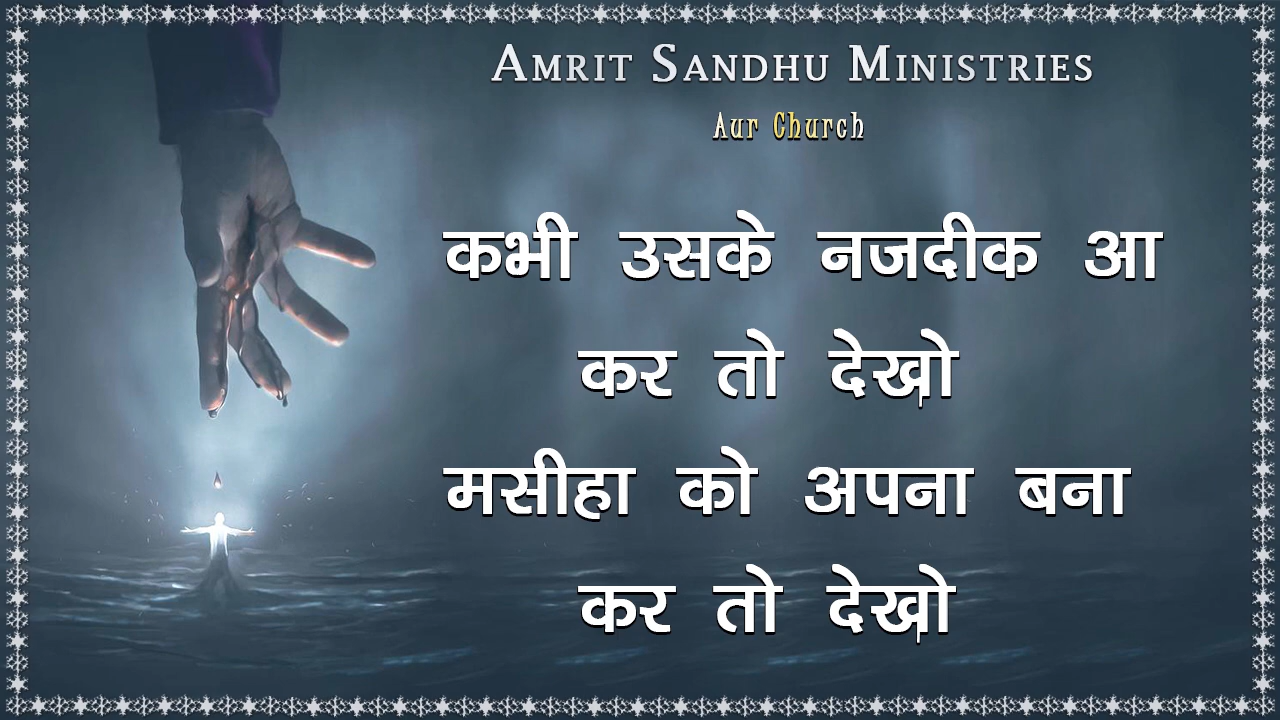 Amrit Sandhu Ministries
Aur Church
कभी उसके नजदीक आ
कर तो देखो
मसीहा को अपना बना
कर तो देखो